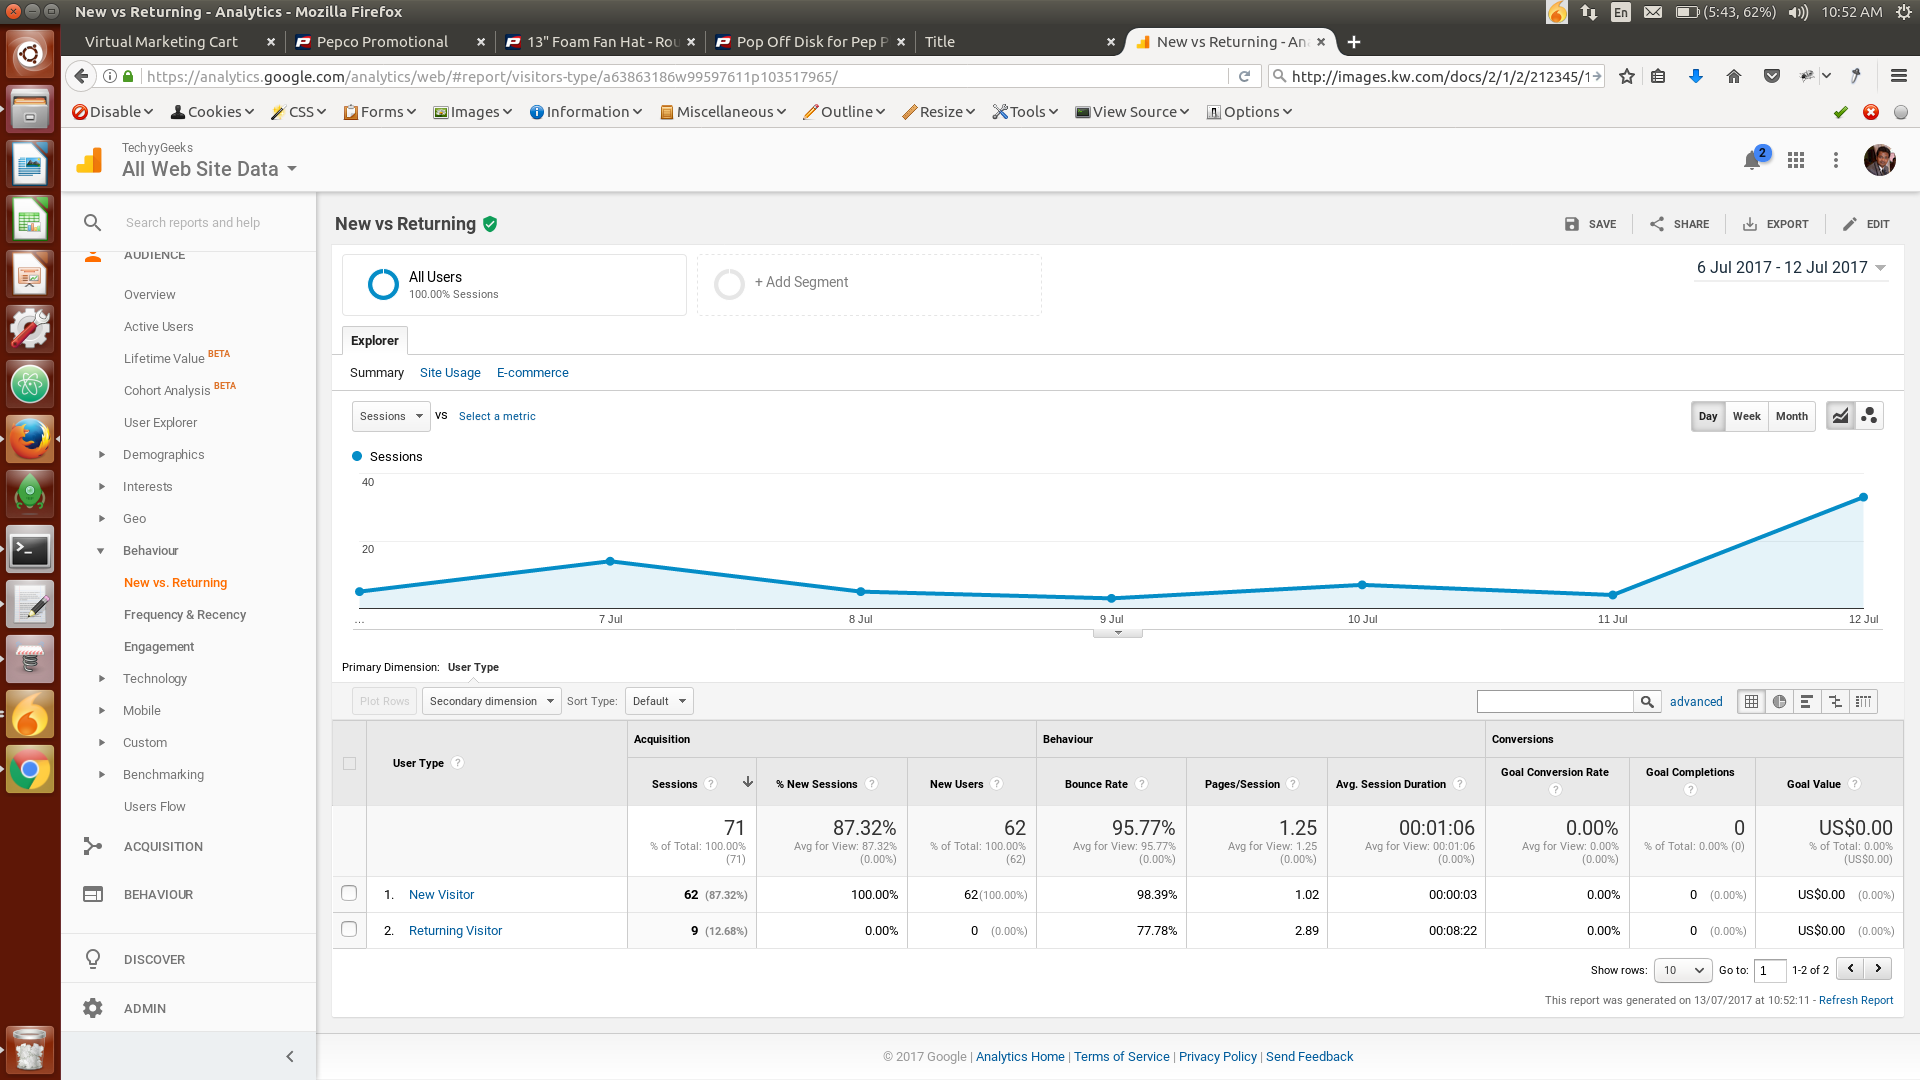 New vs Returning - Analytics - Mozilla Firefox
En
(5:43, 62%)
10:52 AM
Virtual Marketing Cart
Pepco Promotional
13" Foam Fan Hat - Rou
Pop Off Disk for Pep P
Title
New vs Returning - An
https://analytics.google.com/analytics/web/#report/visitors-type/a63863186w99597611p103517965/
http://images.kw.com/docs/2/1/2/212345/1
Disable
Cookies
CSS
Forms
Images
Information
Miscellaneous
Outline
Resize
Tools
View Source
Options
TechyyGeeks
All Web Site Data
2
Search reports and help
AUDIENCE
Overview
Active Users
Lifetime Value BETA
Cohort Analysis BETA
User Explorer
Demographics
Interests
Geo
Behaviour
New vs. Returning
Frequency & Recency
Engagement
Technology
Mobile
Custom
Benchmarking
Users Flow
ACQUISITION
BEHAVIOUR
DISCOVER
ADMIN
New vs Returning
SAVE
SHARE
EXPORT
EDIT
All Users
100.00% Sessions
+ Add Segment
6 Jul 2017 - 12 Jul 2017
Explorer
Summary
Site Usage
E-commerce
Sessions
vs
Select a metric
Day
Week
Month
Sessions
40
20
...
7 Jul
8 Jul
9 Jul
10 Jul
11 Jul
12 Jul
Primary Dimension:
User Type
Plot Rows
Secondary dimension
Sort Type:
Default
advanced
User Type ?
Acquisition
Behaviour
Conversions
Sessions ?
% New Sessions ?
New Users ?
Bounce Rate ?
Pages/Session ?
Avg. Session Duration ?
Goal Conversion Rate ?
Goal Completions ?
Goal Value ?
71
% of Total: 100.00% (71)
87.32%
Avg for View: 87.32% (0.00%)
62
% of Total: 100.00% (62)
95.77%
Avg for View: 95.77% (0.00%)
1.25
Avg for View: 1.25 (0.00%)
00:01:06
Avg for View: 00:01:06 (0.00%)
0.00%
Avg for View: 0.00% (0.00%)
0
% of Total: 0.00% (0)
US$0.00
% of Total: 0.00% (US$0.00)
1. New Visitor 62 (87.32%) 100.00% 62(100.00%) 98.39% 1.02 00:00:03 0.00% 0 (0.00%) US$0.00 (0.00%)
2. Returning Visitor 9 (12.68%) 0.00% 0 (0.00%) 77.78% 2.89 00:08:22 0.00% 0 (0.00%) US$0.00 (0.00%)
Show rows: 10 Go to: 1 1-2 of 2
This report was generated on 13/07/2017 at 10:52:11 - Refresh Report
© 2017 Google | Analytics Home | Terms of Service | Privacy Policy | Send Feedback